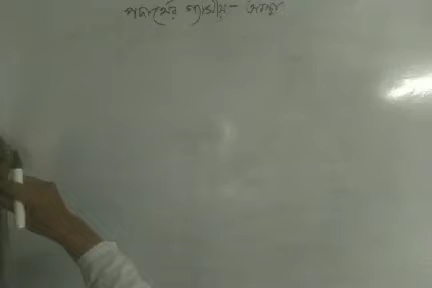 পদার্থের গ্যাসীয়- অবস্থা